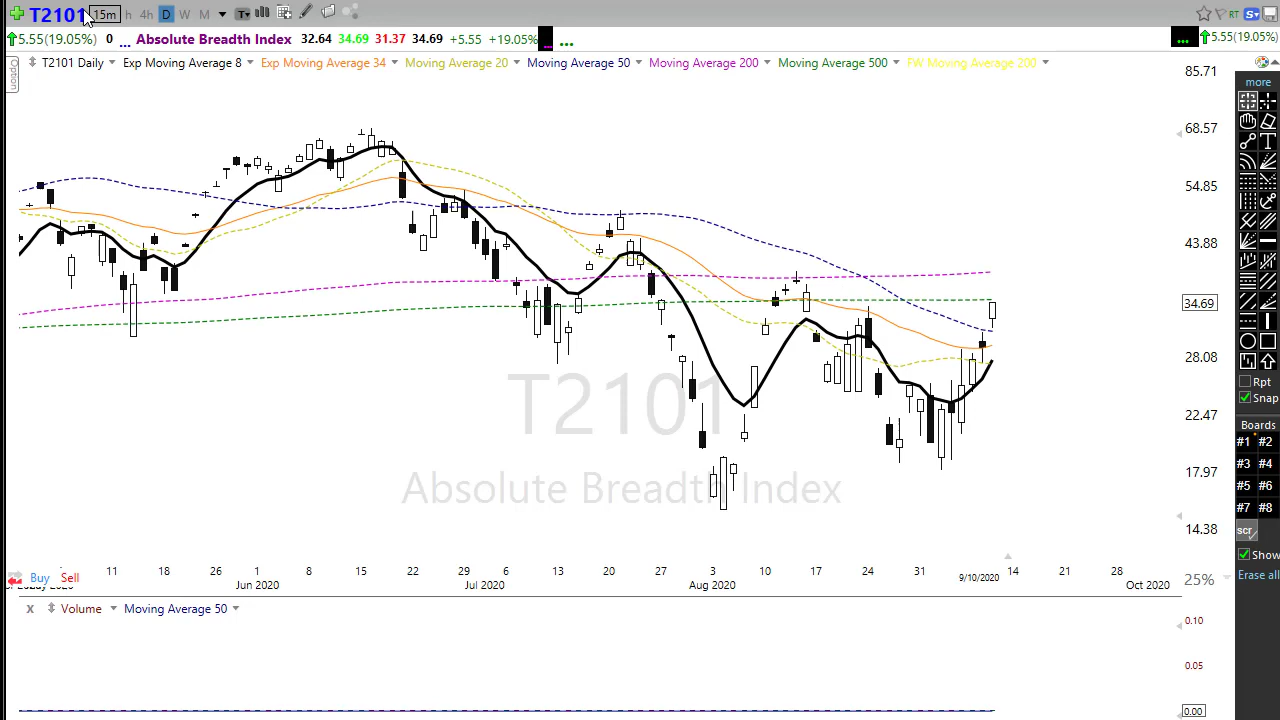 T2101 15m h 4h D W M T RT S
5.55(19.05%) 0 ... Absolute Breadth Index 32.64 34.69 31.37 34.69 +5.55 +19.05% ... ... 5.55(19.05%)
Option
T2101 Daily Exp Moving Average 8 Exp Moving Average 34 Moving Average 20 Moving Average 50 Moving Average 200 Moving Average 500 FW Moving Average 200
85.71
more
68.57
54.85
43.88
34.69
28.08
22.47
17.97
14.38
T2101
Absolute Breadth Index
Rpt
Snap
Boards
#1 #2
#3 #4
#5 #6
#7 #8
scr
Show
Erase all
11 18 26 1 8 15 22 29 6 13 20 27 3 10 17 24 31 9/10/2020 14 21 28
Buy Sell
Jun 2020 Jul 2020 Aug 2020 Oct 2020
25%
x Volume Moving Average 50
0.10
0.05
0.00